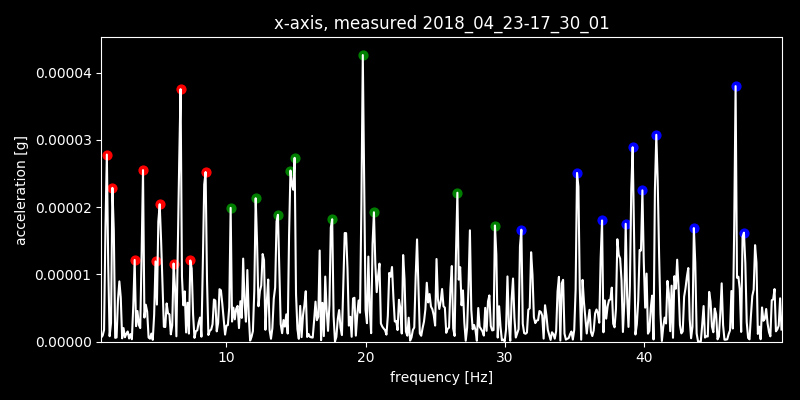 x-axis, measured 2018_04_23-17_30_01
acceleration [g]
0.00004
0.00003
0.00002
0.00001
0.00000
10 20 30 40
frequency [Hz]